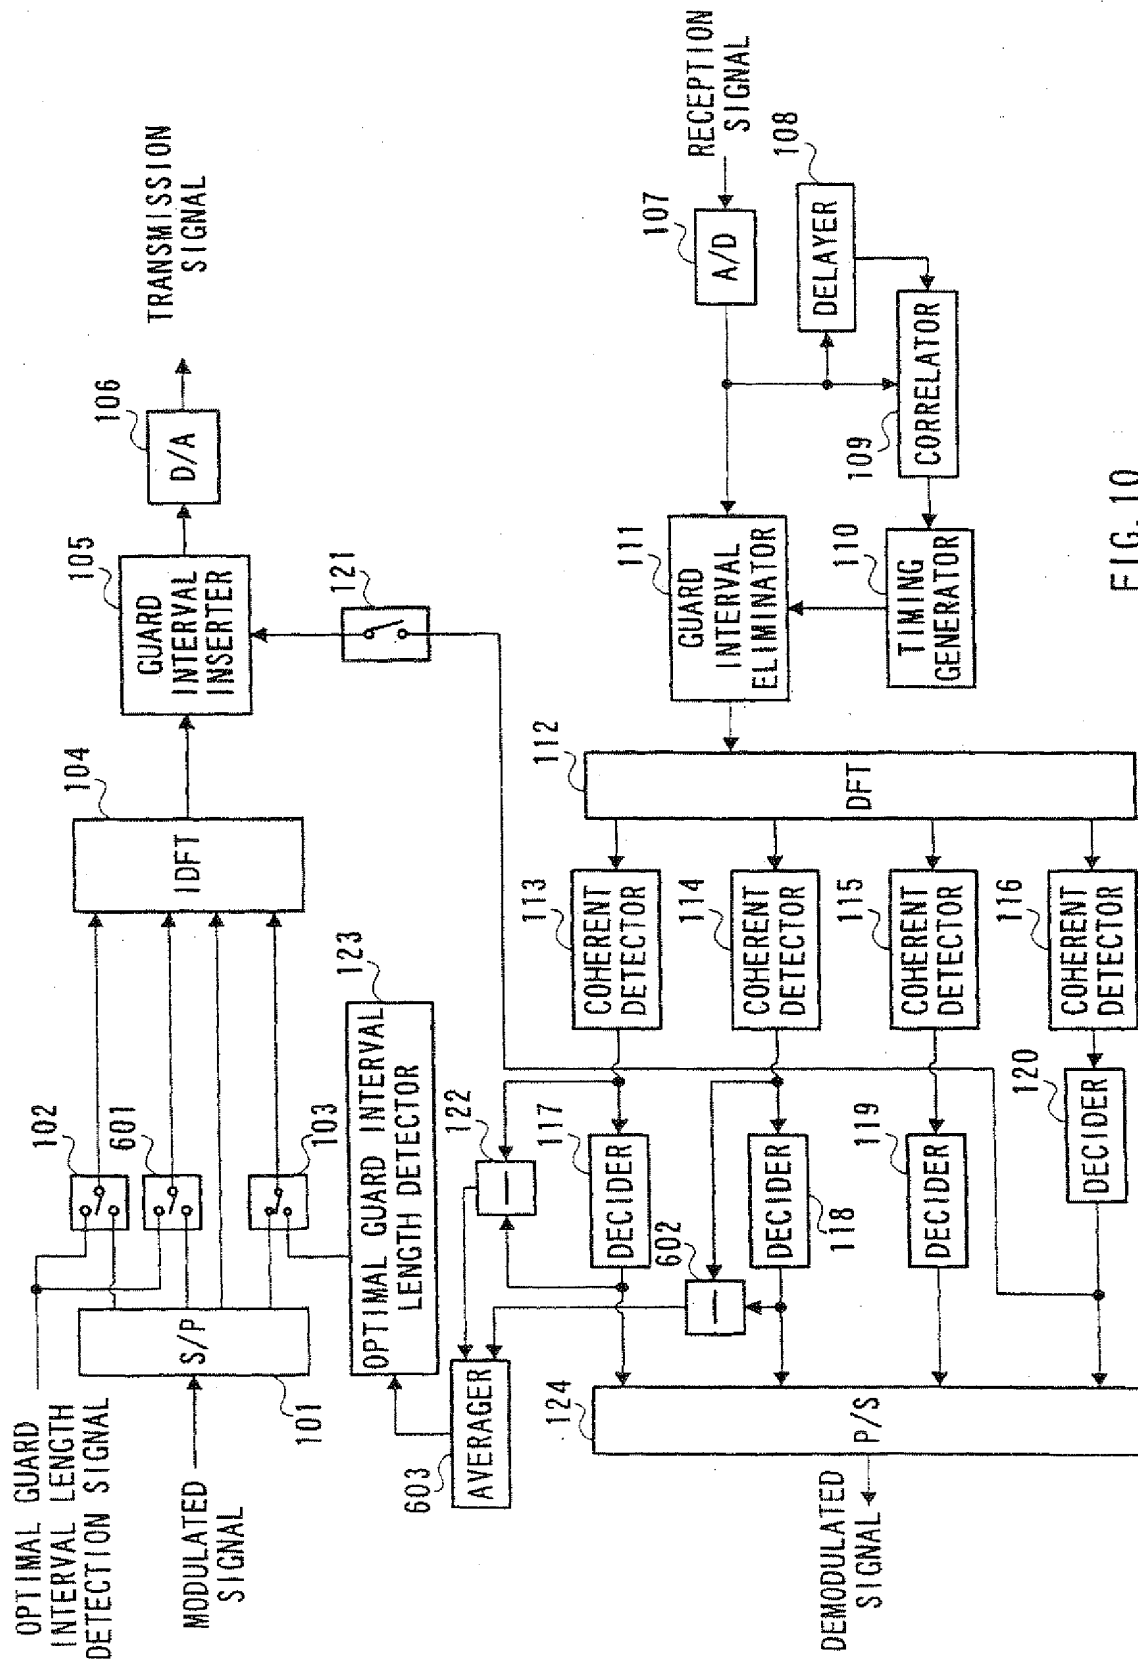 OPTIMAL GUARD
INTERVAL LENGTH
DETECTION SIGNAL
MODULATED
SIGNAL
S/P
101
102
601
103
IDFT
104
GUARD
INTERVAL
INSERTER
105
D/A
106
TRANSMISSION
SIGNAL
121
OPTIMAL GUARD INTERVAL
LENGTH DETECTOR
123
AVERAGER
603
122
602
DECIDER
117
DECIDER
118
DECIDER
119
DECIDER
120
COHERENT
DETECTOR
113
COHERENT
DETECTOR
114
COHERENT
DETECTOR
115
COHERENT
DETECTOR
116
DFT
112
GUARD
INTERVAL
ELIMINATOR
111
TIMING
GENERATOR
110
CORRELATOR
109
DELAYER
108
A/D
107
RECEPTION
SIGNAL
P/S
124
DEMODULATED
SIGNAL
FIG. 10